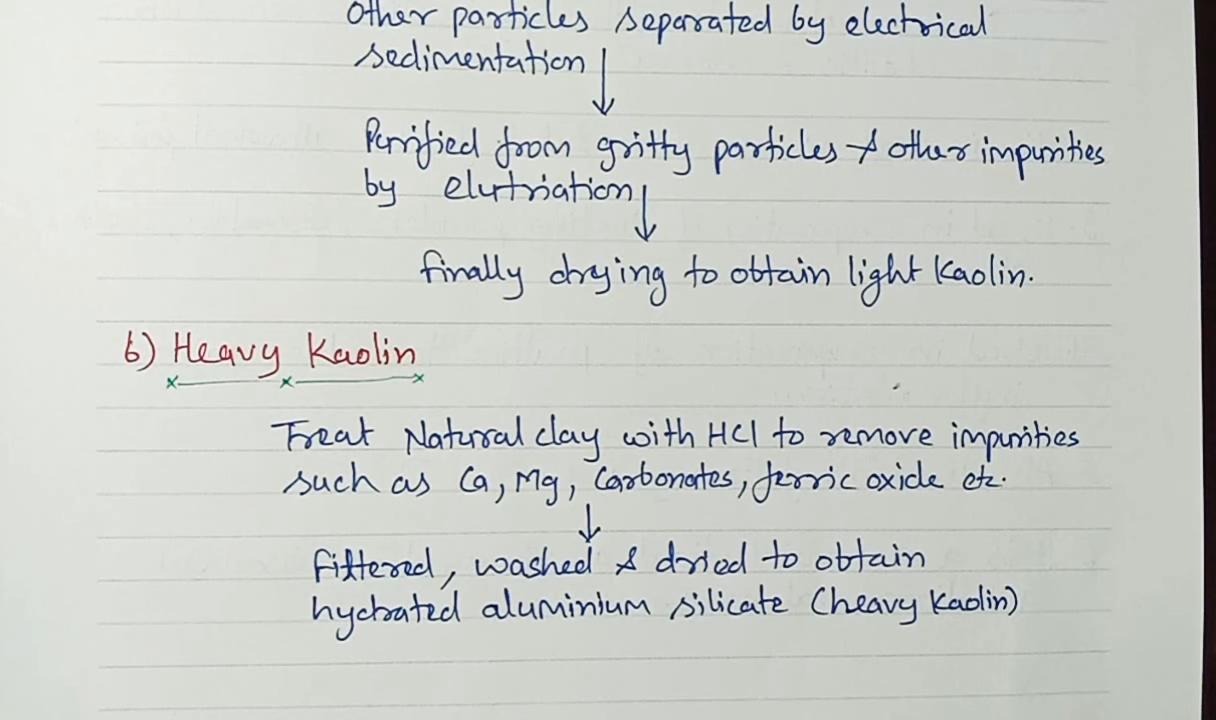 Other particles separated by electrical
sedimentation
↓
Purified from gritty particles & other impurities
by elutriation
↓
finally drying to obtain light Kaolin.
b) Heavy Kaolin
Treat Natural clay with HCl to remove impurities
such as Ca, Mg, Carbonates, ferric oxide etc.
↓
filtered, washed & dried to obtain
hydrated aluminium silicate (heavy Kaolin)